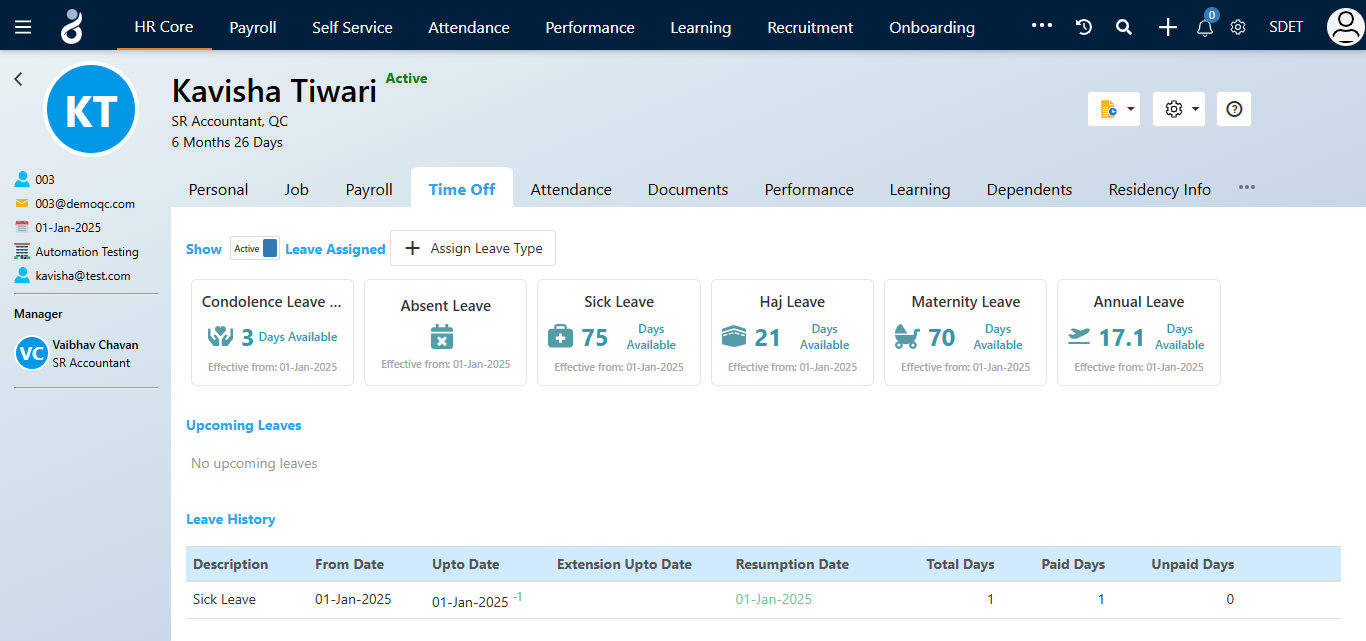 HR Core Payroll Self Service Attendance Performance Learning Recruitment Onboarding ••• 0 SDET
KT
Kavisha Tiwari Active
SR Accountant, QC
6 Months 26 Days
003
003@demoqc.com
01-Jan-2025
Automation Testing
kavisha@test.com
Manager
VC Vaibhav Chavan
SR Accountant
Personal Job Payroll Time Off Attendance Documents Performance Learning Dependents Residency Info •••
Show Active Leave Assigned + Assign Leave Type
Condolence Leave ...
3 Days Available
Effective from: 01-Jan-2025
Absent Leave
Effective from: 01-Jan-2025
Sick Leave
75 Days Available
Effective from: 01-Jan-2025
Haj Leave
21 Days Available
Effective from: 01-Jan-2025
Maternity Leave
70 Days Available
Effective from: 01-Jan-2025
Annual Leave
17.1 Days Available
Effective from: 01-Jan-2025
Upcoming Leaves
No upcoming leaves
Leave History
Description From Date Upto Date Extension Upto Date Resumption Date Total Days Paid Days Unpaid Days
Sick Leave 01-Jan-2025 01-Jan-2025 -1 01-Jan-2025 1 1 0